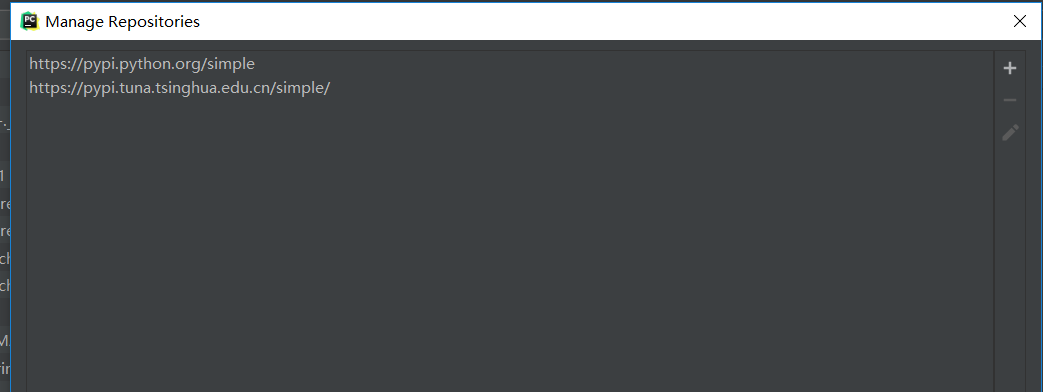 PC
Manage Repositories
https://pypi.python.org/simple
https://pypi.tuna.tsinghua.edu.cn/simple/